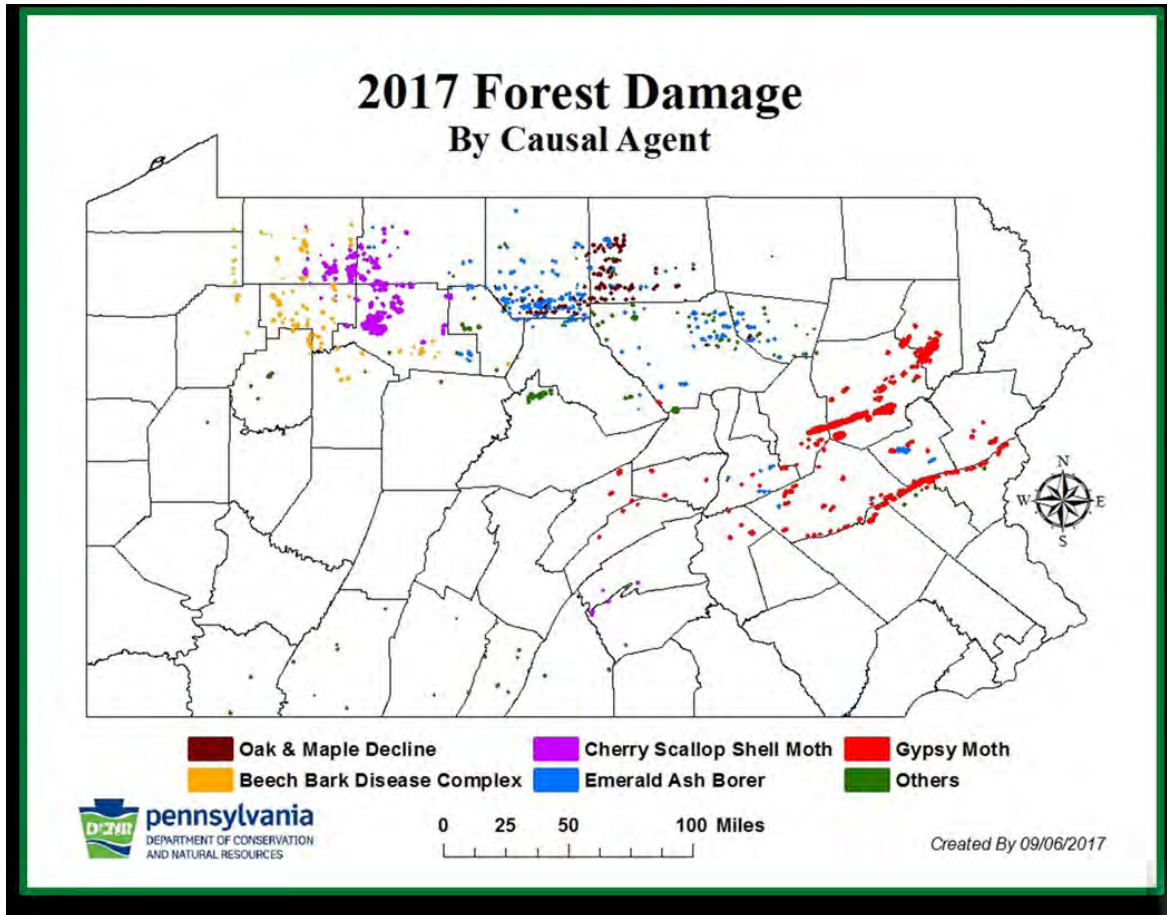 2017 Forest Damage
By Causal Agent
N
W E
S
Oak & Maple Decline
Cherry Scallop Shell Moth
Gypsy Moth
Beech Bark Disease Complex
Emerald Ash Borer
Others
DCNR
pennsylvania
DEPARTMENT OF CONSERVATION
AND NATURAL RESOURCES
0 25 50 100 Miles
Created By 09/06/2017